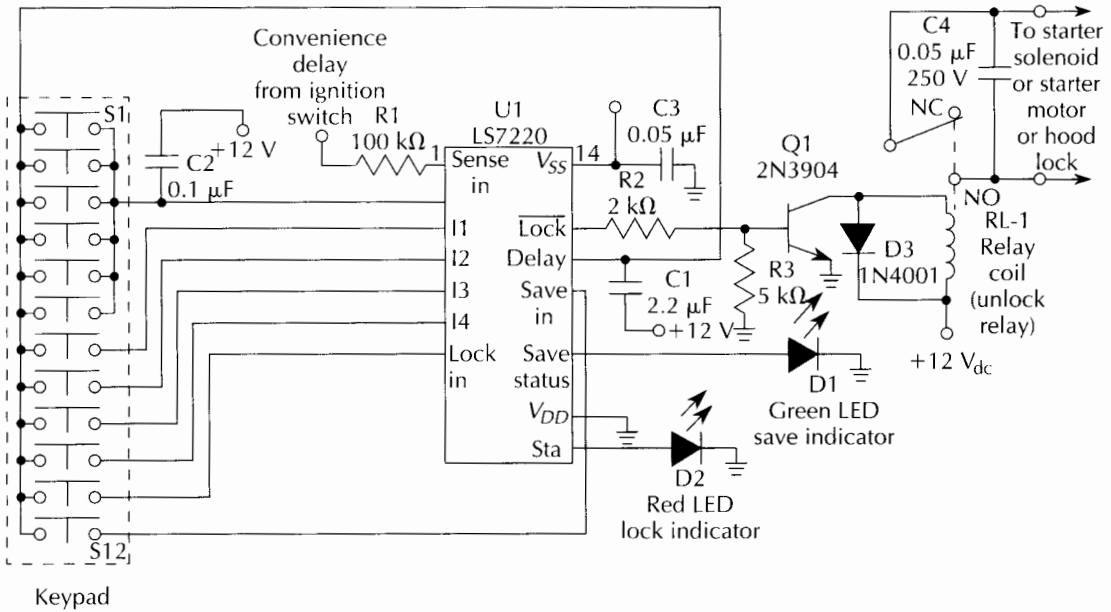 Convenience
delay
from ignition
switch
R1
100 kΩ
U1
LS7220
1
14
Sense
in
V_SS
C3
0.05 µF
C4
0.05 µF
250 V
NC
To starter
solenoid
or starter
motor
or hood
lock
NO
S1
C2
0.1 µF
+12 V
I1
I2
I3
I4
Lock
in
Lock
Delay
Save
in
Save
status
V_DD
Sta
R2
2 kΩ
R3
5 kΩ
C1
2.2 µF
+12 V
Q1
2N3904
D3
1N4001
RL-1
Relay
coil
(unlock
relay)
+12 V_dc
D1
Green LED
save indicator
D2
Red LED
lock indicator
S12
Keypad